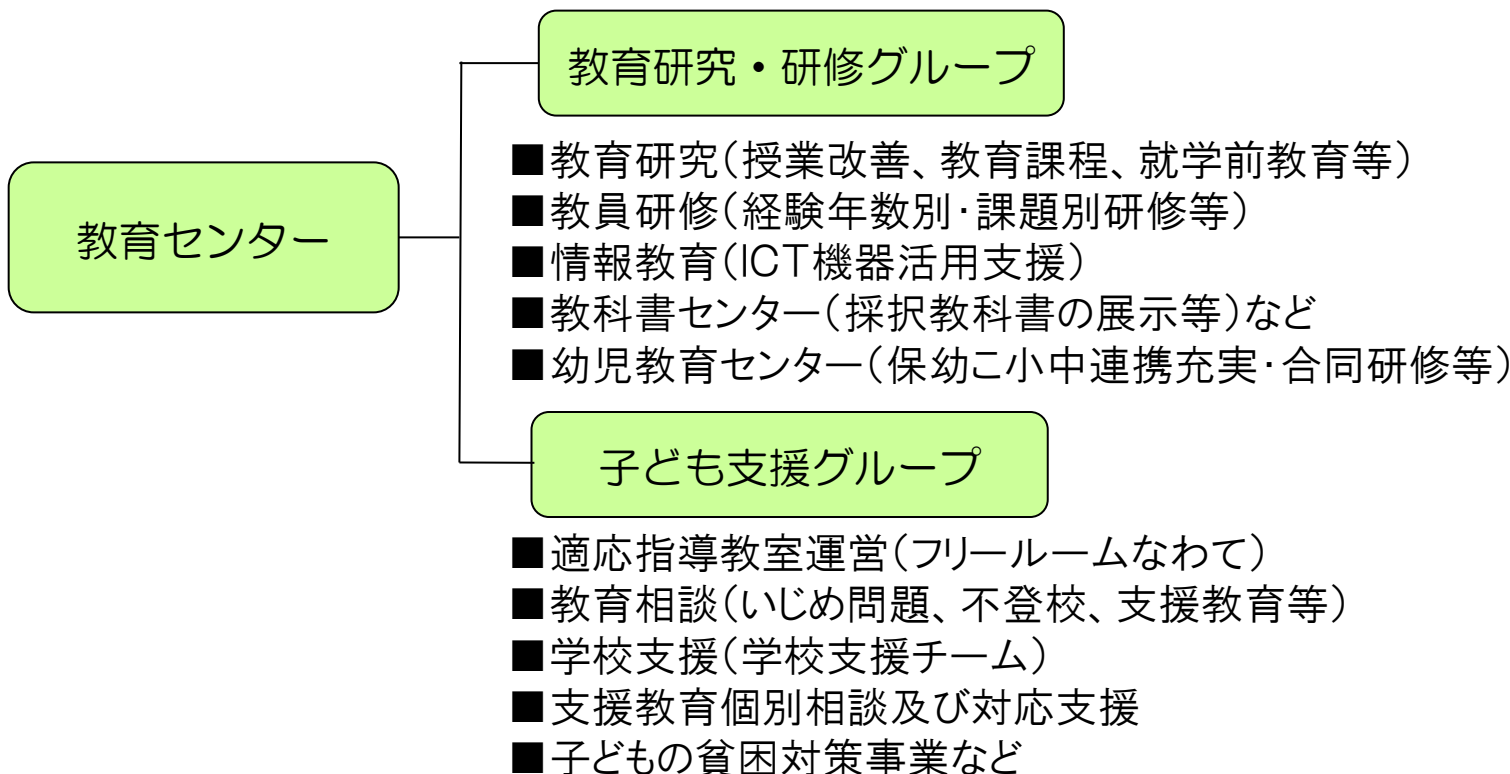 教育研究・研修グループ
■教育研究(授業改善、教育課程、就学前教育等)
■教員研修(経験年数別・課題別研修等)
教育センター
■情報教育(ICT機器活用支援)
■教科書センター(採択教科書の展示等)など
■幼児教育センター(保幼こ小中連携充実・合同研修等)
子ども支援グループ
■適応指導教室運営(フリールームなわて)
■教育相談(いじめ問題、不登校、支援教育等)
■学校支援(学校支援チーム)
■支援教育個別相談及び対応支援
■子どもの貧困対策事業など